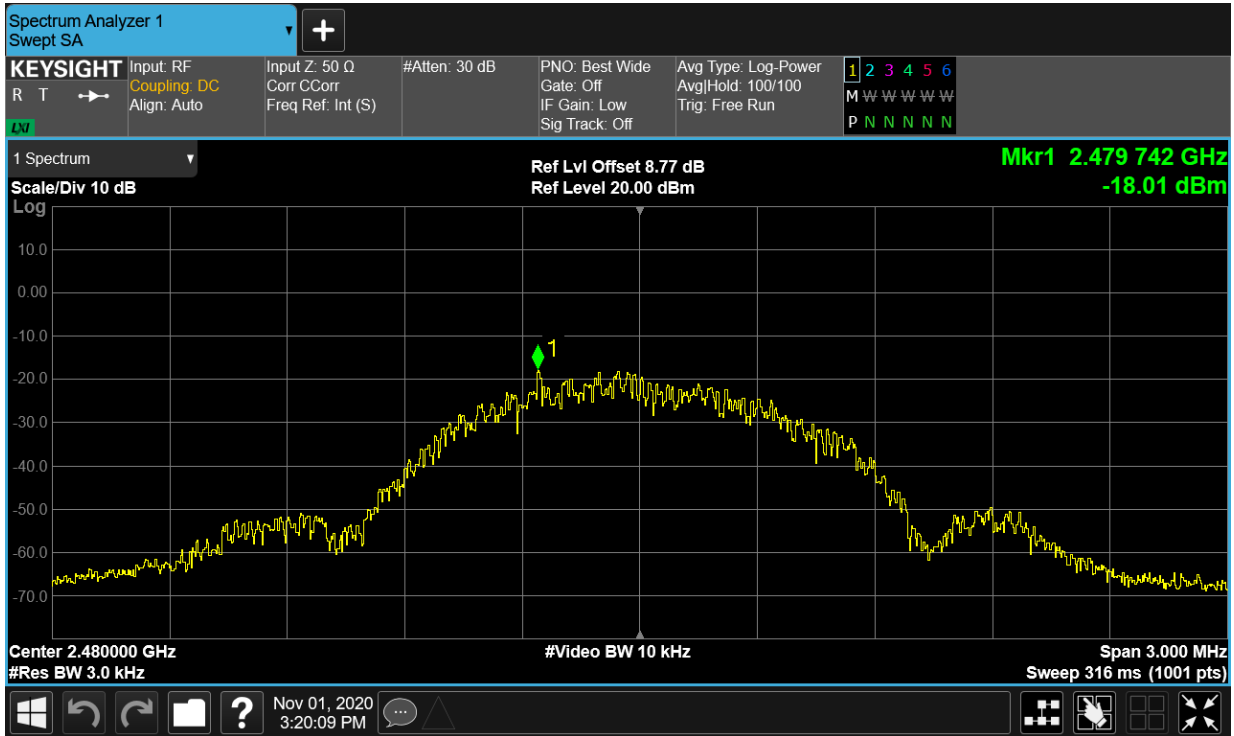 Spectrum Analyzer 1
Swept SA
▼
+
KEYSIGHT
R T
LXI
Input: RF
Coupling: DC
Align: Auto
Input Z: 50 Ω
Corr CCorr
Freq Ref: Int (S)
#Atten: 30 dB
PNO: Best Wide
Gate: Off
IF Gain: Low
Sig Track: Off
Avg Type: Log-Power
Avg|Hold: 100/100
Trig: Free Run
1 2 3 4 5 6
M W W W W W
P N N N N N
1 Spectrum ▼
Scale/Div 10 dB
Log
Ref Lvl Offset 8.77 dB
Ref Level 20.00 dBm
Mkr1 2.479 742 GHz
-18.01 dBm
10.0
0.00
-10.0
1
-20.0
-30.0
-40.0
-50.0
-60.0
-70.0
Center 2.480000 GHz
#Res BW 3.0 kHz
#Video BW 10 kHz
Span 3.000 MHz
Sweep 316 ms (1001 pts)
?
Nov 01, 2020
3:20:09 PM